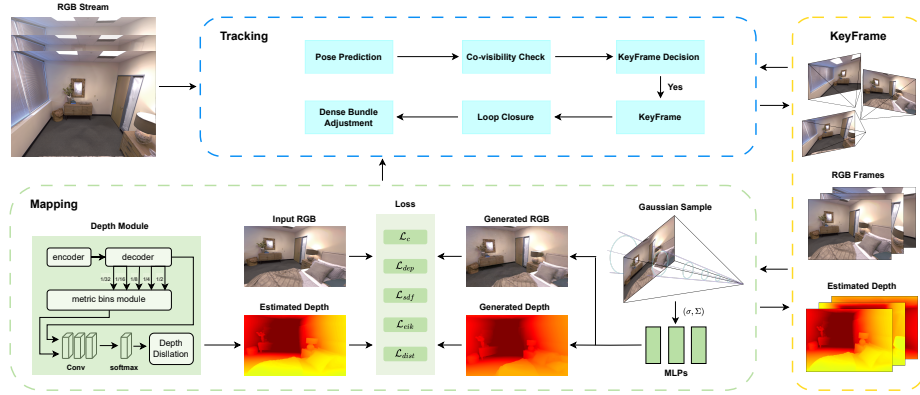 RGB Stream
Tracking
Pose Prediction
Co-visibility Check
KeyFrame Decision
Yes
Dense Bundle
Adjustment
Loop Closure
KeyFrame
KeyFrame
RGB Frames
Estimated Depth
Mapping
Depth Module
encoder
decoder
1/32
1/16
1/8
1/4
1/2
metric bins module
Conv
softmax
Depth
Distlation
Input RGB
Estimated Depth
Loss
ℒc
ℒdep
ℒsdf
ℒeik
ℒdist
Generated RGB
Generated Depth
Gaussian Sample
(σ, Σ)
MLPs